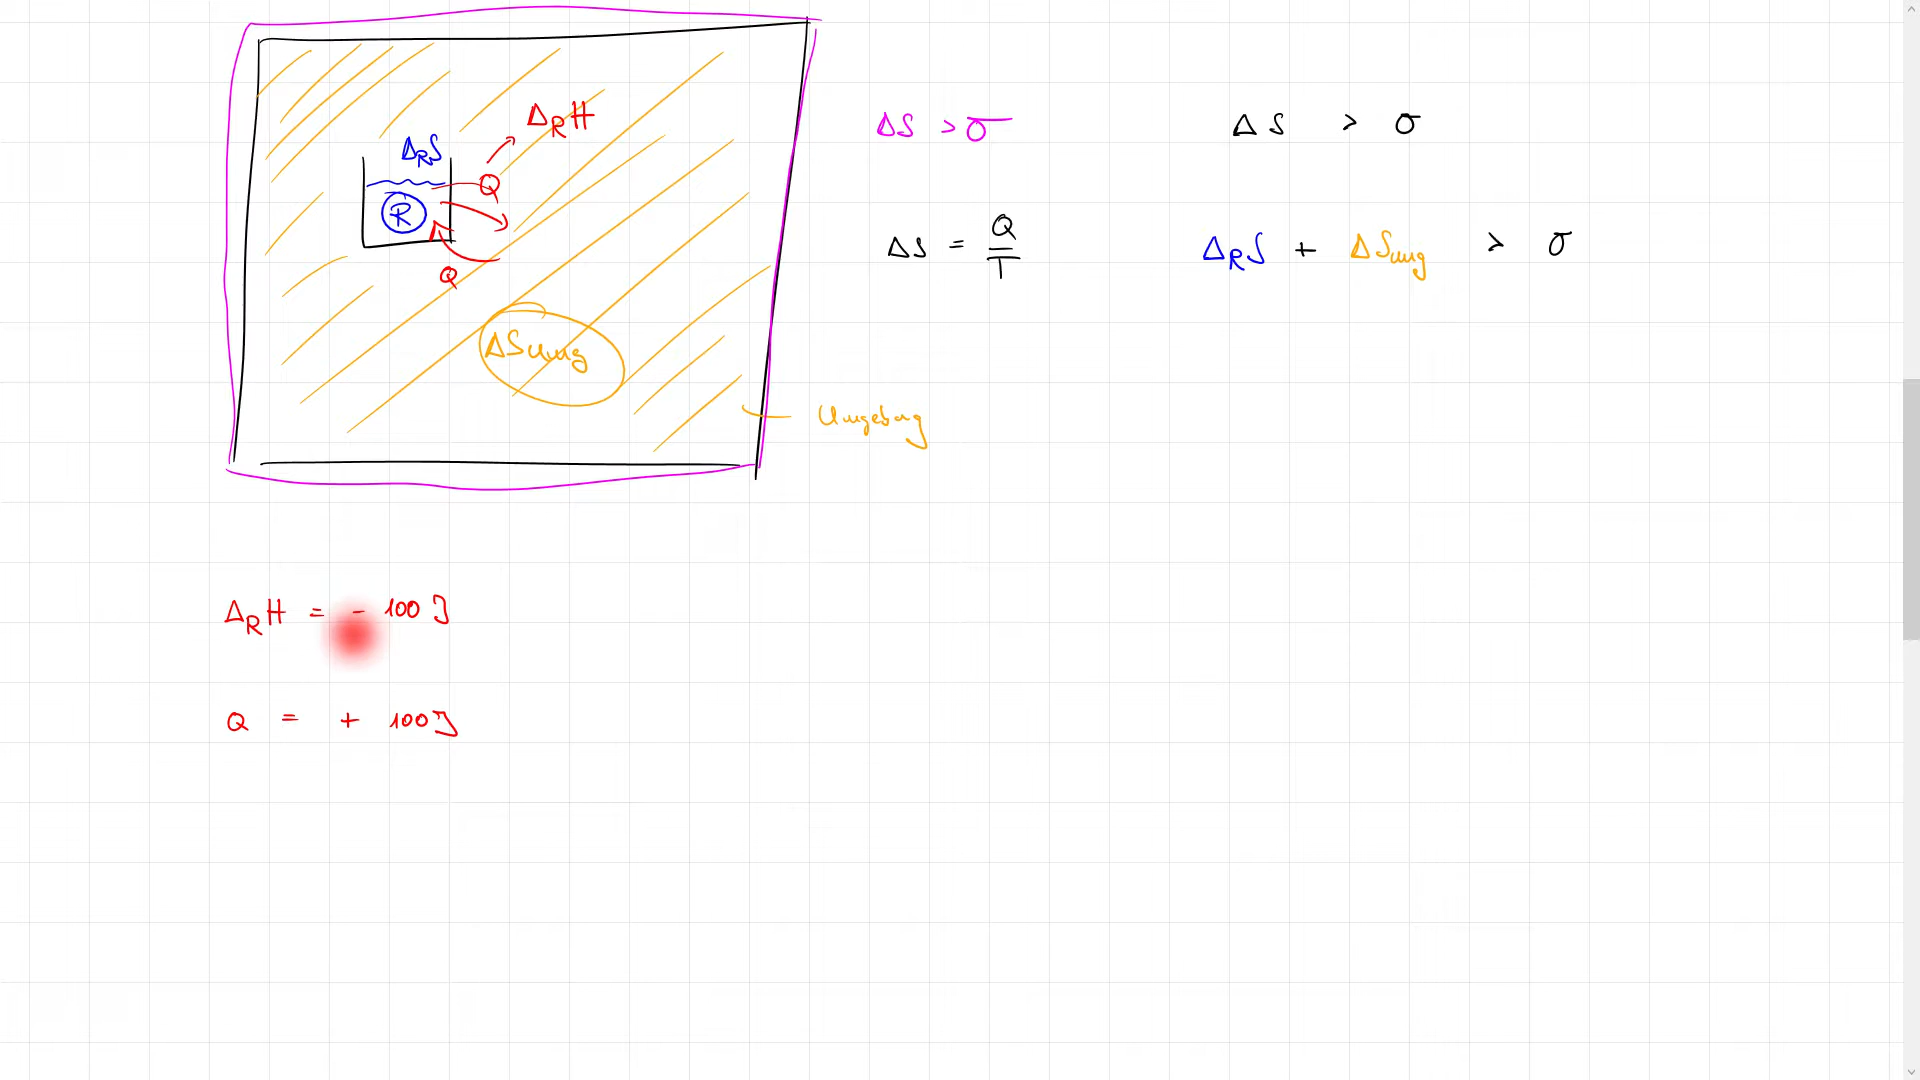 Δ_R H
Δ_R S
Q
R
Q
ΔS_umg
Umgebung
ΔS > 0
ΔS > 0
ΔS = Q/T
Δ_R S + ΔS_umg > 0
Δ_R H = - 100 J
Q = + 100 J